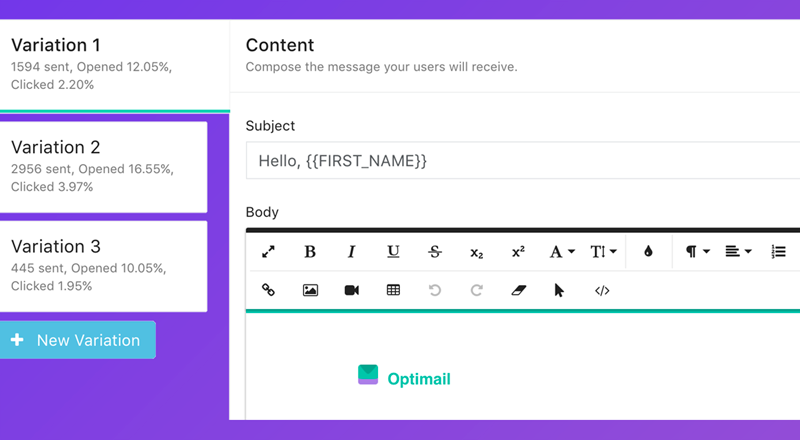 Variation 1
1594 sent, Opened 12.05%,
Clicked 2.20%
Variation 2
2956 sent, Opened 16.55%,
Clicked 3.97%
Variation 3
445 sent, Opened 10.05%,
Clicked 1.95%
+ New Variation
Content
Compose the message your users will receive.
Subject
Hello, {{FIRST_NAME}}
Body
B I U S x₂ x² A TI ¶
</>
Optimail